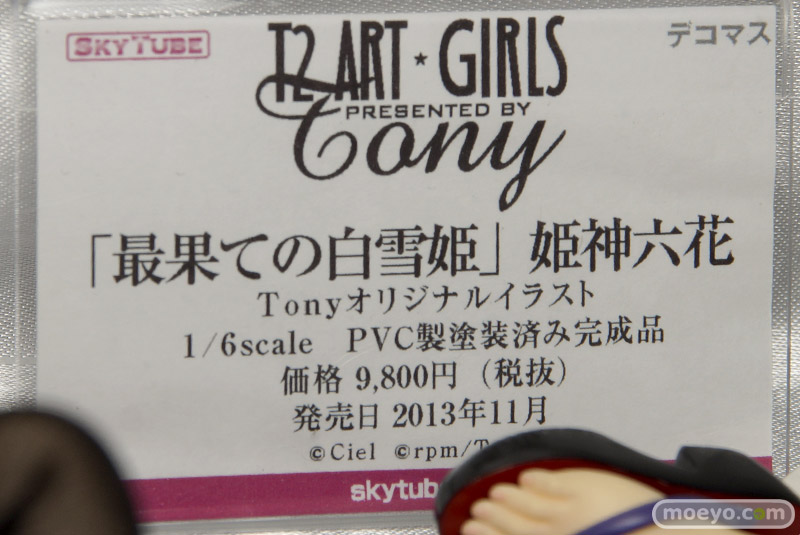 SKYTUBE
デコマス
T2 ART★GIRLS
PRESENTED BY
Tony
「最果ての白雪姫」 姫神六花
Tonyオリジナルイラスト
1/6scale PVC製塗装済み完成品
価格 9,800円 (税抜)
発売日 2013年11月
©Ciel ©rpm/T
skytub
moeyo.com